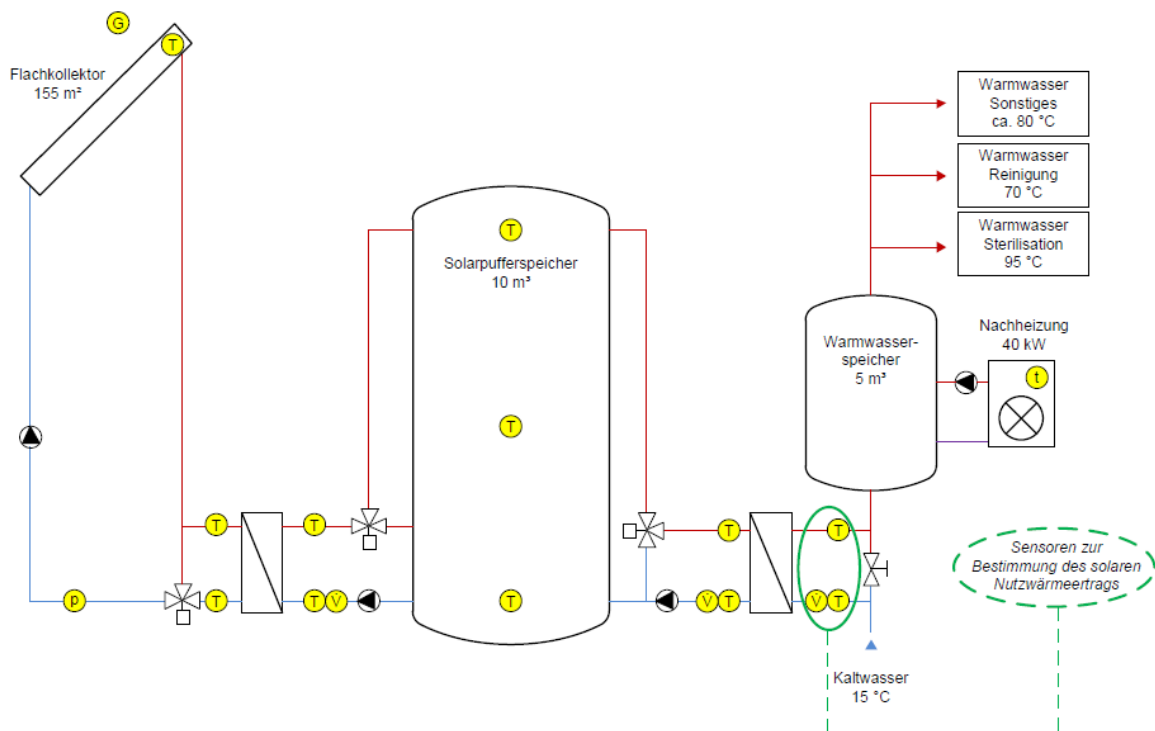 G
T
Flachkollektor
155 m²
Warmwasser
Sonstiges
ca. 80 °C
Warmwasser
Reinigung
70 °C
Warmwasser
Sterilisation
95 °C
T
Solarpufferspeicher
10 m³
Nachheizung
40 kW
Warmwasser-
speicher
5 m³
t
T
T
T
T
T
Sensoren zur
Bestimmung des solaren
Nutzwärmeertrags
p
T
T V̇
T
V̇ T
V̇ T
Kaltwasser
15 °C